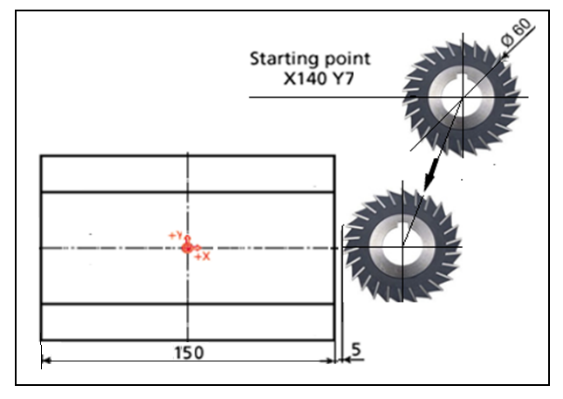 Ø 60
Starting point
X140 Y7
+Y
+X
150
5